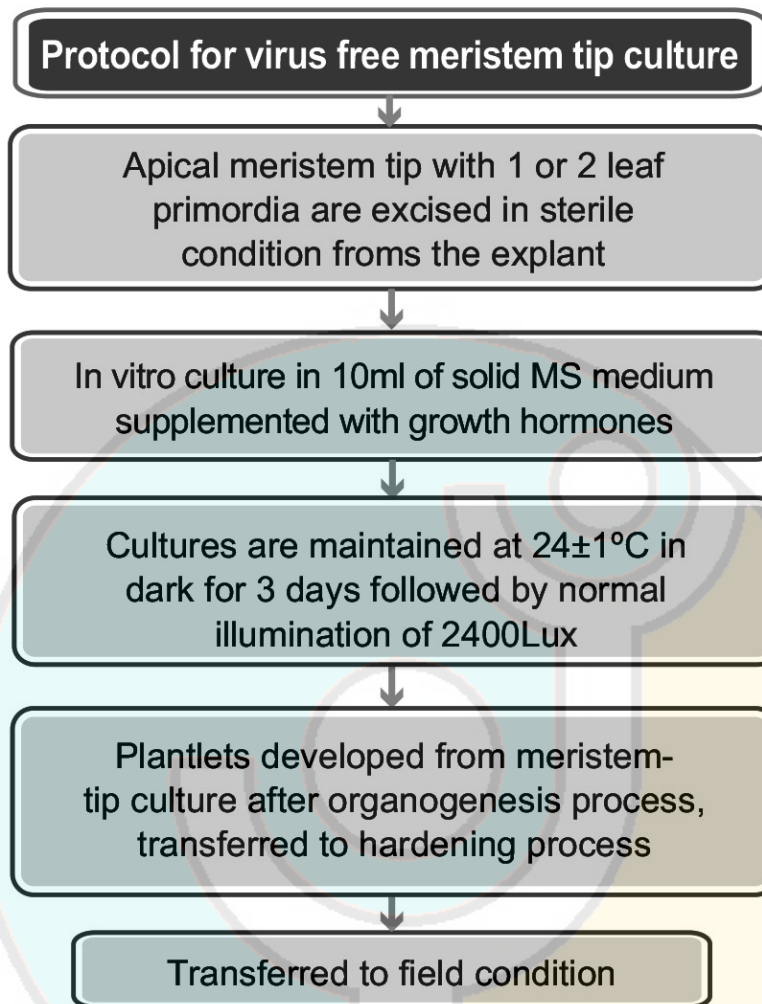 Protocol for virus free meristem tip culture
Apical meristem tip with 1 or 2 leaf
primordia are excised in sterile
condition froms the explant
In vitro culture in 10ml of solid MS medium
supplemented with growth hormones
Cultures are maintained at 24±1ºC in
dark for 3 days followed by normal
illumination of 2400Lux
Plantlets developed from meristem-
tip culture after organogenesis process,
transferred to hardening process
Transferred to field condition